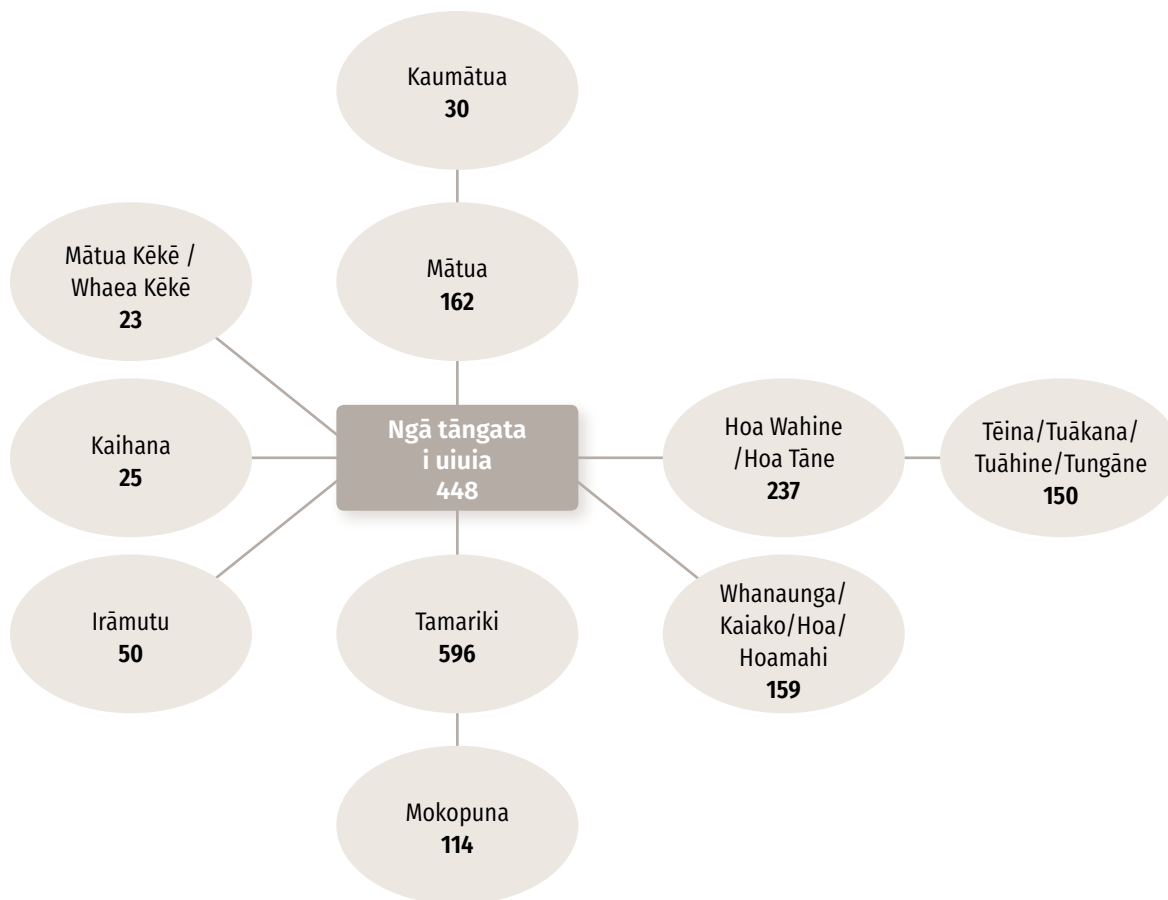 Kaumātua
30
Mātua Kēkē /
Whaea Kēkē
23
Mātua
162
Kaihana
25
Ngā tāngata
i uiuia
448
Hoa Wahine
/Hoa Tāne
237
Tēina/Tuākana/
Tuāhine/Tungāne
150
Irāmutu
50
Tamariki
596
Whanaunga/
Kaiako/Hoa/
Hoamahi
159
Mokopuna
114